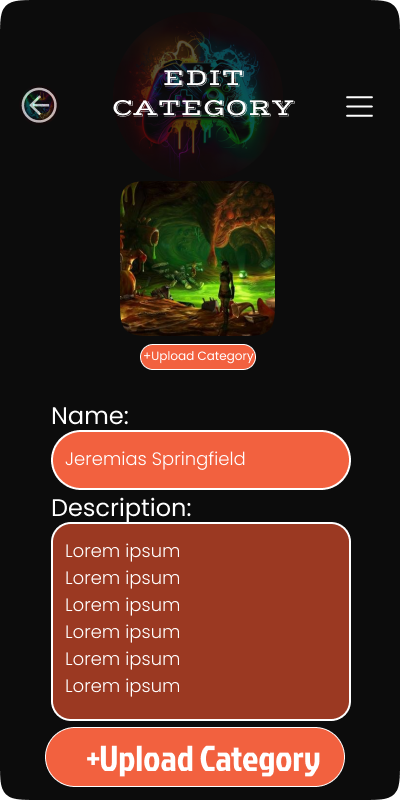 EDIT
CATEGORY
+Upload Category
Name:
Jeremias Springfield
Description:
Lorem ipsum
Lorem ipsum
Lorem ipsum
Lorem ipsum
Lorem ipsum
Lorem ipsum
+Upload Category